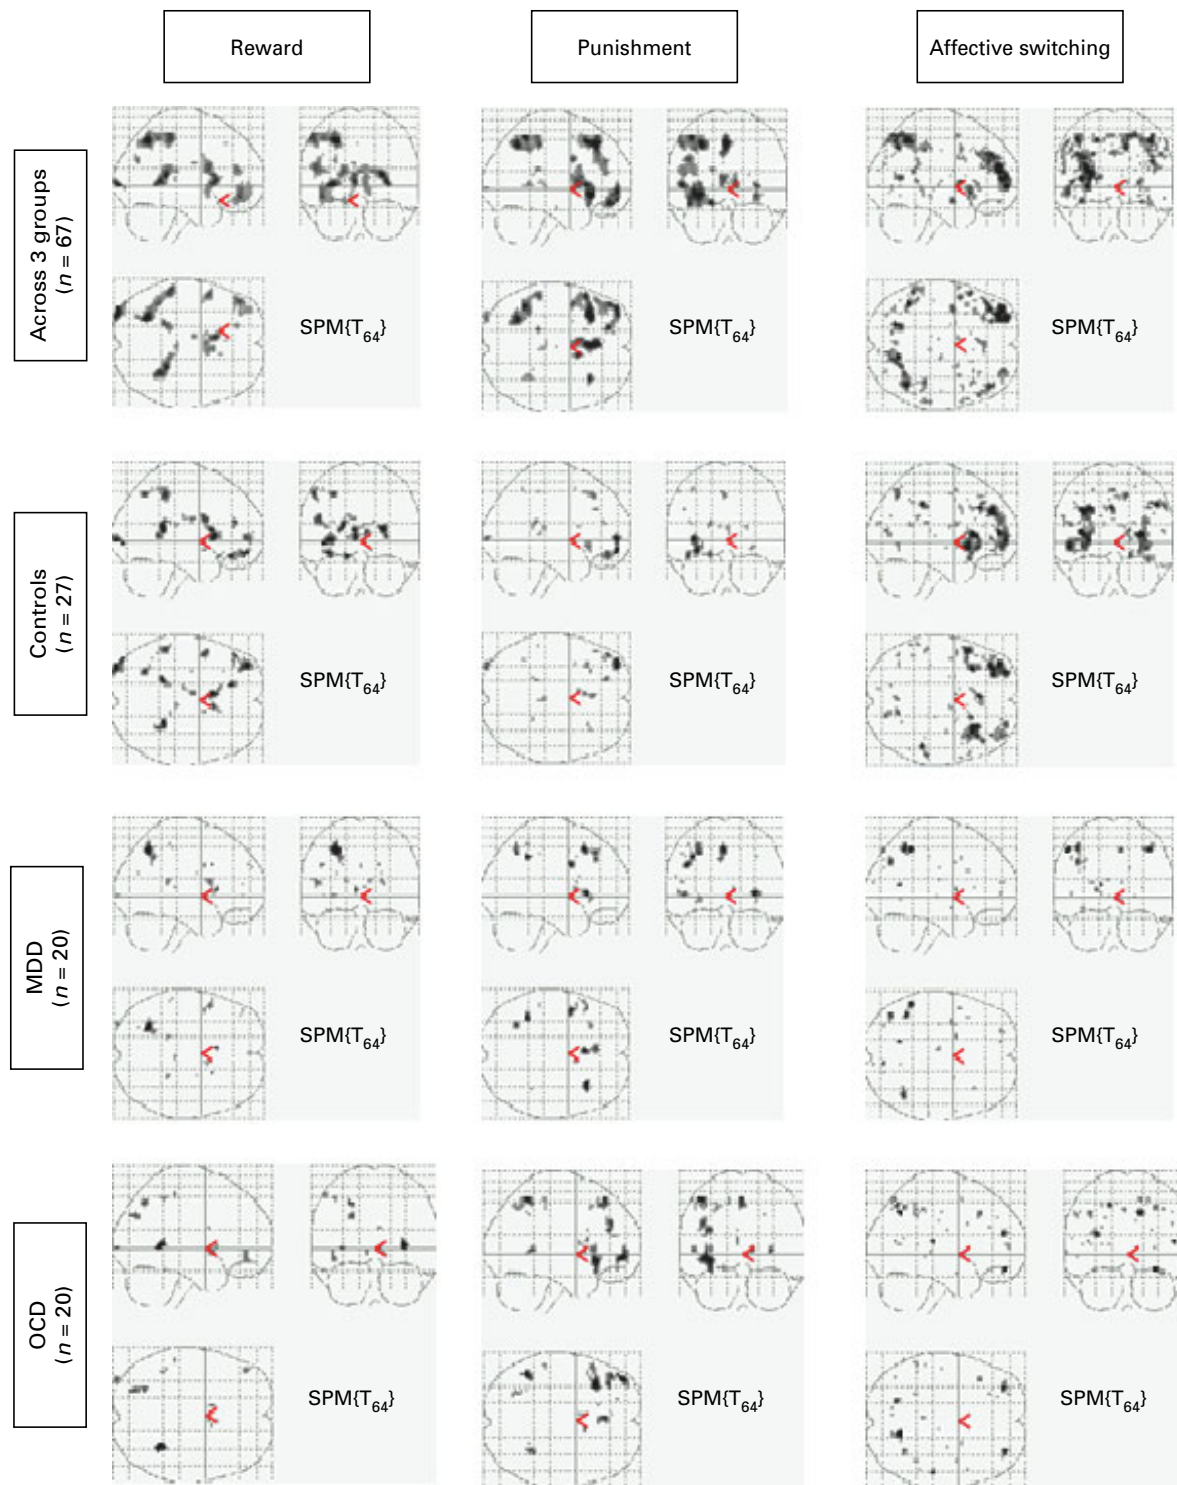 Reward
Punishment
Affective switching
Across 3 groups
(n = 67)
SPM{T64}
SPM{T64}
SPM{T64}
Controls
(n = 27)
SPM{T64}
SPM{T64}
SPM{T64}
MDD
(n = 20)
SPM{T64}
SPM{T64}
SPM{T64}
OCD
(n = 20)
SPM{T64}
SPM{T64}
SPM{T64}